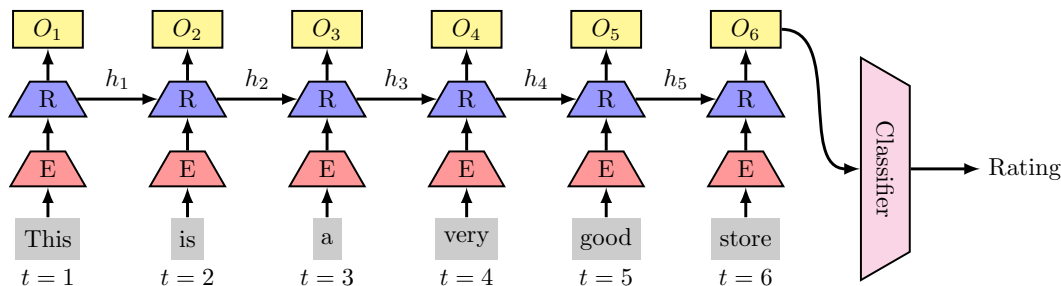 O₁ O₂ O₃ O₄ O₅ O₆
h₁ h₂ h₃ h₄ h₅
R R R R R R
E E E E E E
Classifier
Rating
This is a very good store
t = 1 t = 2 t = 3 t = 4 t = 5 t = 6